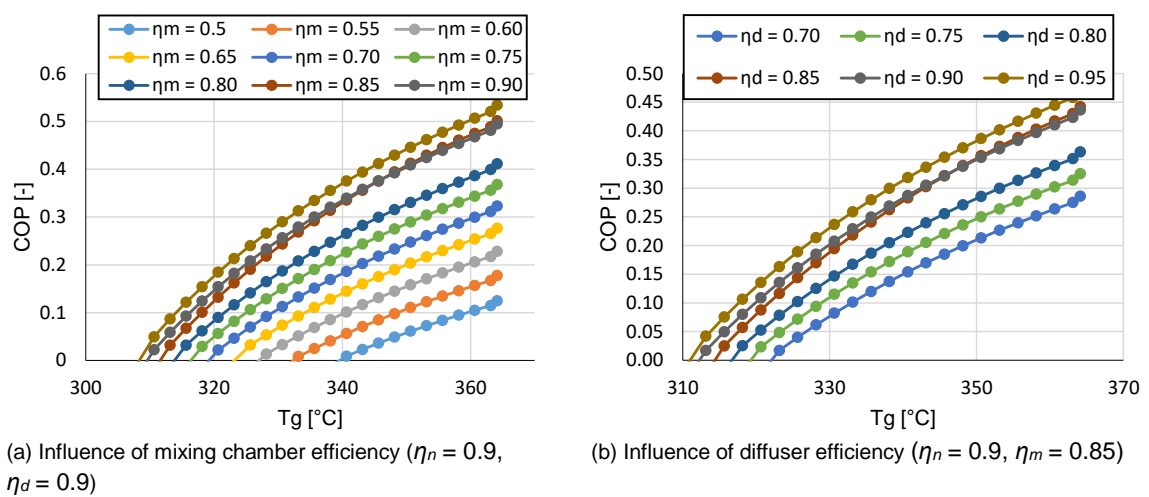 ηm = 0.5 ηm = 0.55 ηm = 0.60
ηm = 0.65 ηm = 0.70 ηm = 0.75
ηm = 0.80 ηm = 0.85 ηm = 0.90
COP [-]
0.6
0.5
0.4
0.3
0.2
0.1
0
300 320 340 360
Tg [°C]
(a) Influence of mixing chamber efficiency (ηn = 0.9,
ηd = 0.9)
ηd = 0.70 ηd = 0.75 ηd = 0.80
ηd = 0.85 ηd = 0.90 ηd = 0.95
COP [-]
0.50
0.45
0.40
0.35
0.30
0.25
0.20
0.15
0.10
0.05
0.00
310 330 350 370
Tg [°C]
(b) Influence of diffuser efficiency (ηn = 0.9, ηm = 0.85)